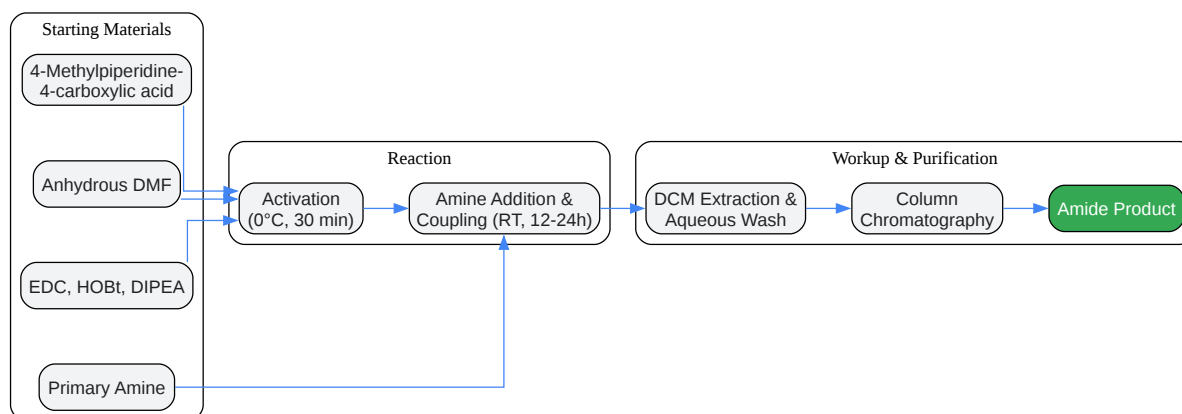 Starting Materials
4-Methylpiperidine-
4-carboxylic acid
Anhydrous DMF
EDC, HOBt, DIPEA
Primary Amine
Reaction
Activation
(0°C, 30 min)
Amine Addition &
Coupling (RT, 12-24h)
Workup & Purification
DCM Extraction &
Aqueous Wash
Column
Chromatography
Amide Product